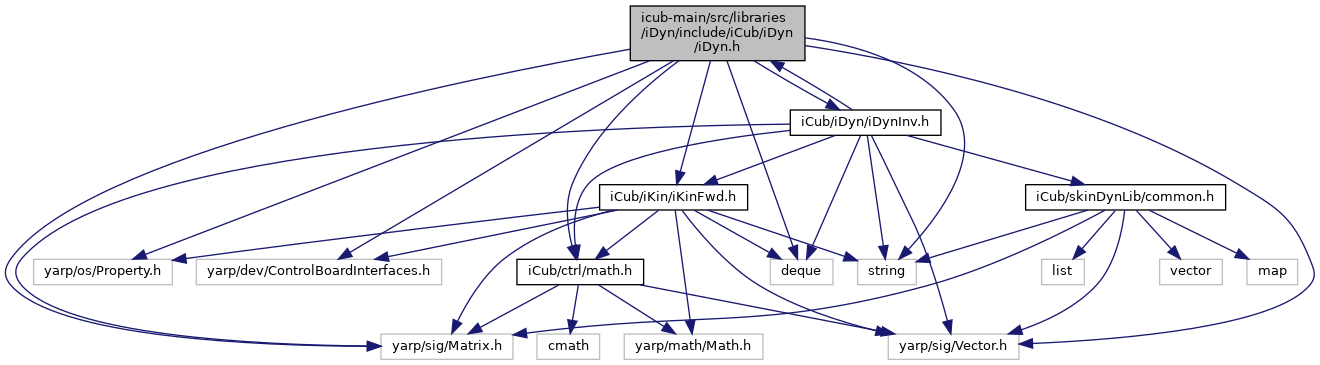 icub-main/src/libraries
/iDyn/include/iCub/iDyn
/iDyn.h
iCub/iDyn/iDynInv.h
iCub/iKin/iKinFwd.h
iCub/skinDynLib/common.h
yarp/os/Property.h
yarp/dev/ControlBoardInterfaces.h
iCub/ctrl/math.h
deque
string
list
vector
map
yarp/sig/Matrix.h
cmath
yarp/math/Math.h
yarp/sig/Vector.h